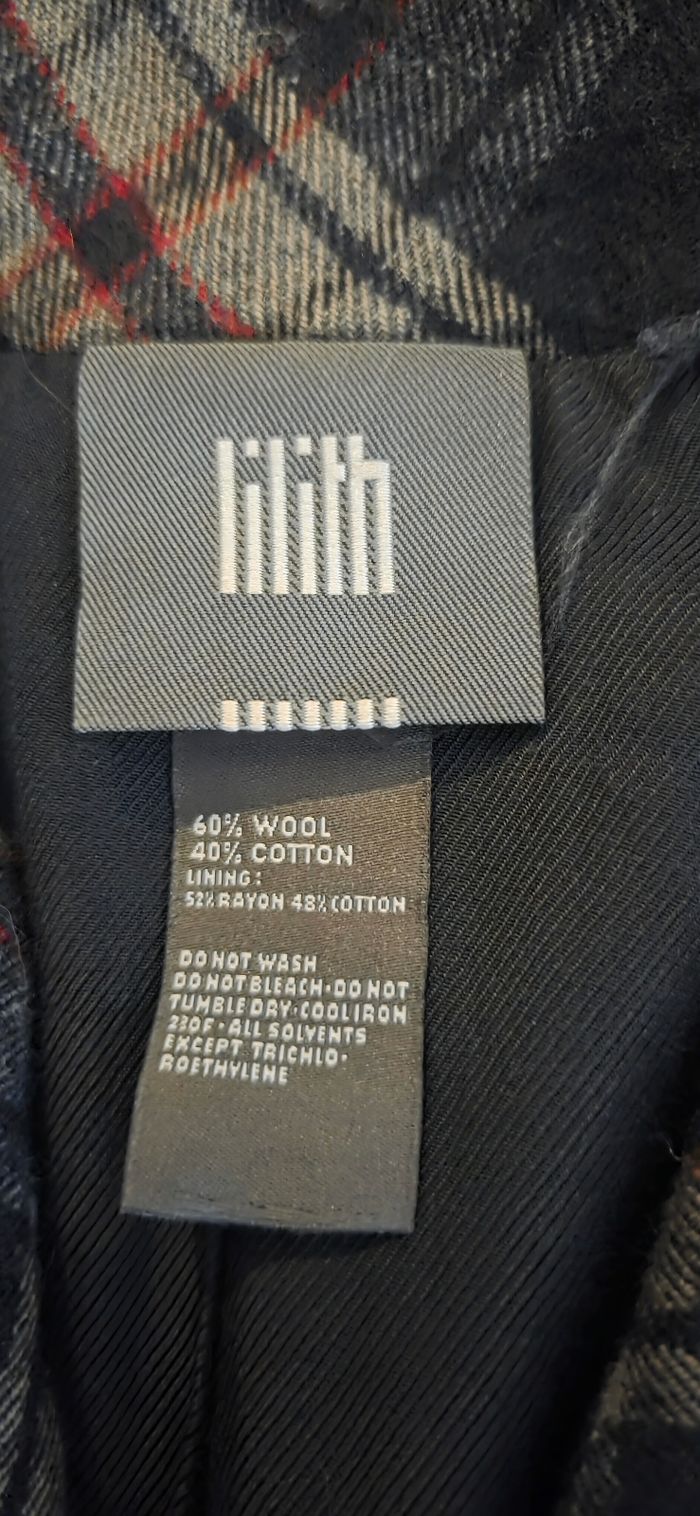 lilith
60% WOOL
40% COTTON
LINING:
52% RAYON 48% COTTON
DO NOT WASH
DO NOT BLEACH·DO NOT
TUMBLE DRY·COOL IRON
230F·ALL SOLVENTS
EXCEPT TRICHLO-
ROETHYLENE